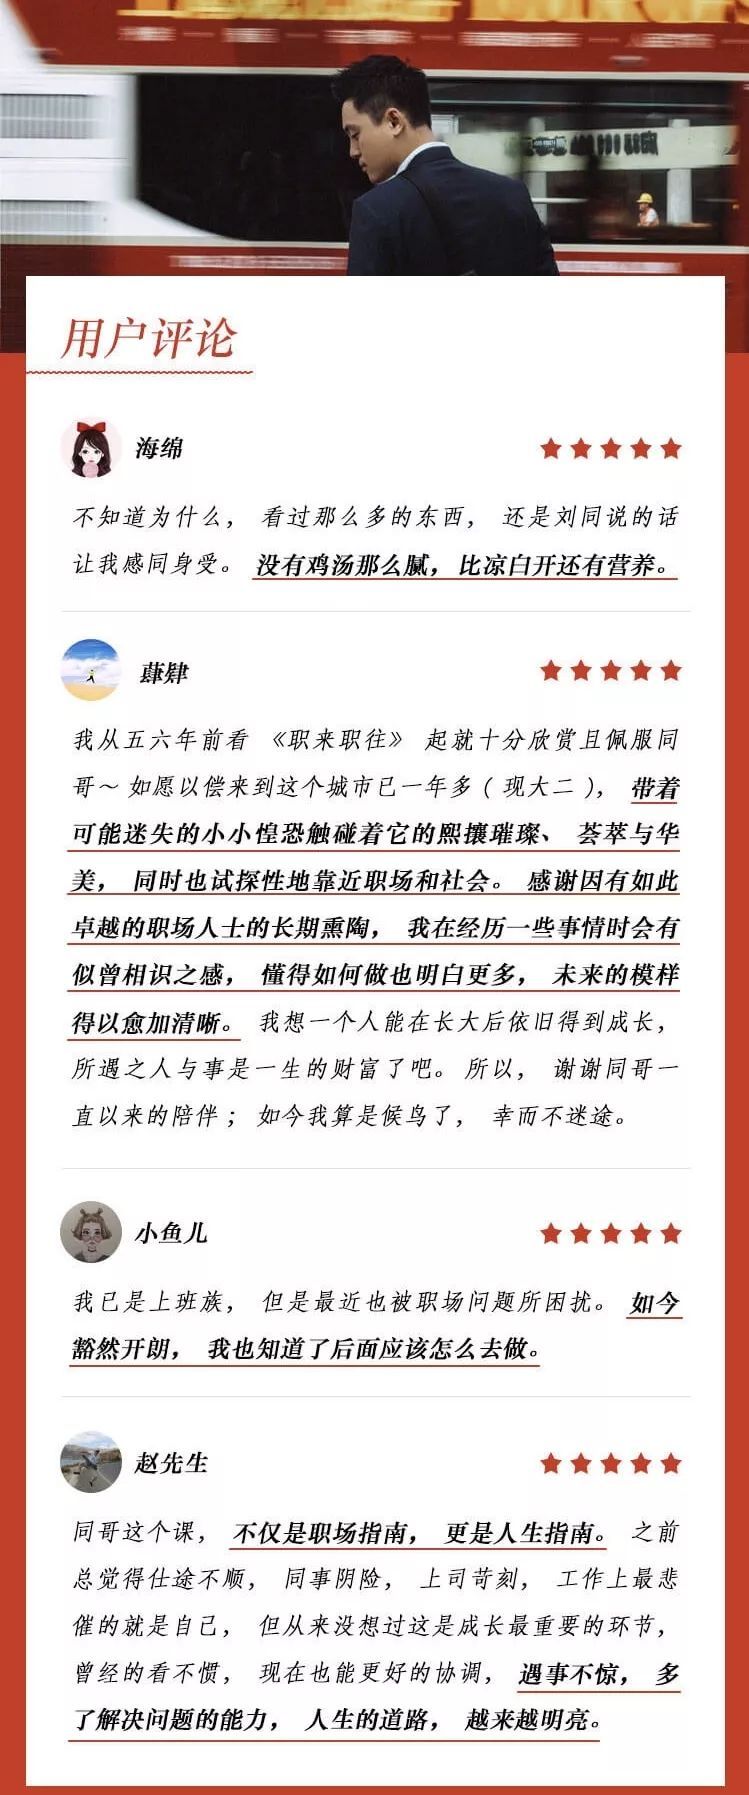 用户评论
海绵
不知道为什么， 看过那么多的东西， 还是刘同说的话
让我感同身受。 没有鸡汤那么腻，比凉白开还有营养。
蕼肄
我从五六年前看 《职来职往》 起就十分欣赏且佩服同
哥～ 如愿以偿来到这个城市已一年多（ 现大二 ）， 带着
可能迷失的小小惶恐触碰着它的熙攘璀璨、 荟萃与华
美， 同时也试探性地靠近职场和社会。 感谢因有如此
卓越的职场人士的长期熏陶， 我在经历一些事情时会有
似曾相识之感， 懂得如何做也明白更多， 未来的模样
得以愈加清晰。 我想一个人能在长大后依旧得到成长，
所遇之人与事是一生的财富了吧。 所以， 谢谢同哥一
直以来的陪伴； 如今我算是候鸟了， 幸而不迷途。
小鱼儿
我已是上班族， 但是最近也被职场问题所困扰。 如今
豁然开朗， 我也知道了后面应该怎么去做。
赵先生
同哥这个课， 不仅是职场指南， 更是人生指南。 之前
总觉得仕途不顺， 同事阴险， 上司苛刻， 工作上最悲
催的就是自己， 但从来没想过这是成长最重要的环节，
曾经的看不惯， 现在也能更好的协调， 遇事不惊， 多
了解决问题的能力， 人生的道路， 越来越明亮。